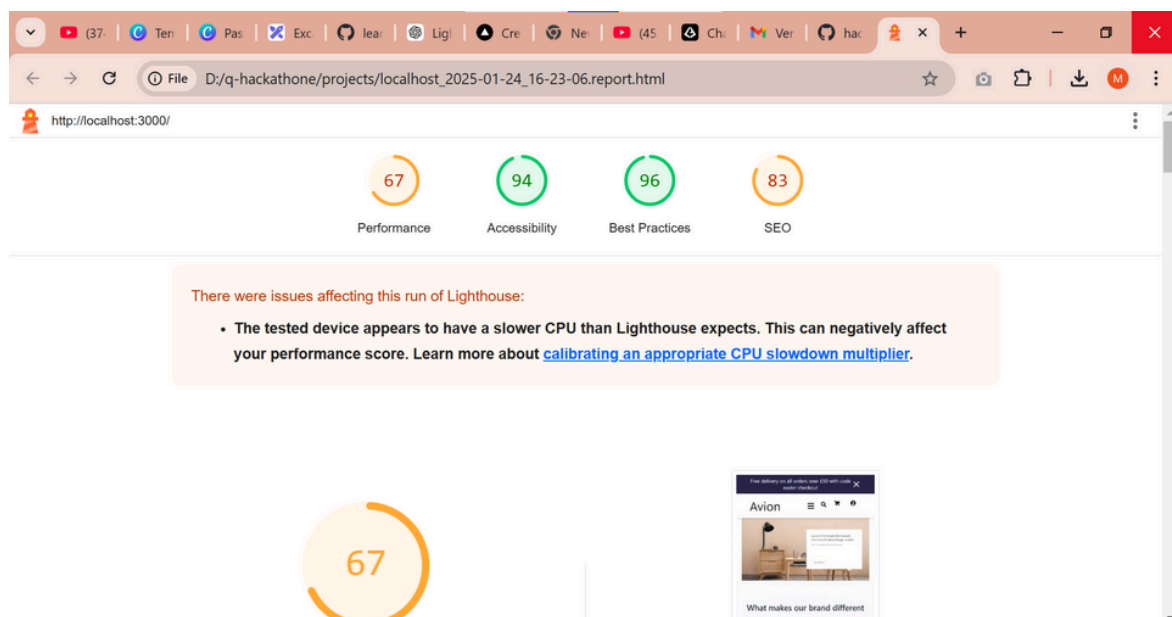 (37
Ten
Pas
Exc
lear
Ligl
Cre
Ne
(45
Ch
Ver
hac
File
D:/q-hackathone/projects/localhost_2025-01-24_16-23-06.report.html
M
http://localhost:3000/
67
94
96
83
Performance
Accessibility
Best Practices
SEO
There were issues affecting this run of Lighthouse:
• The tested device appears to have a slower CPU than Lighthouse expects. This can negatively affect
your performance score. Learn more about calibrating an appropriate CPU slowdown multiplier.
Free delivery on all orders over £50 with code
easter checkout
Avion
67
What makes our brand different